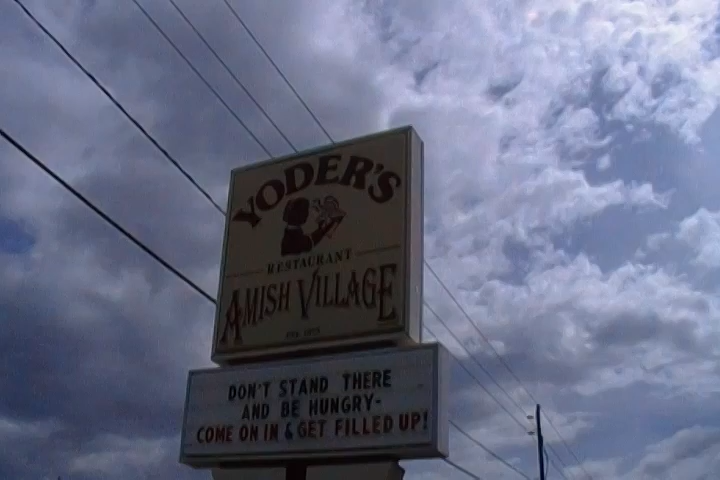 YODER'S
RESTAURANT
AMISH VILLAGE
DON'T STAND THERE
AND BE HUNGRY-
COME ON IN & GET FILLED UP!